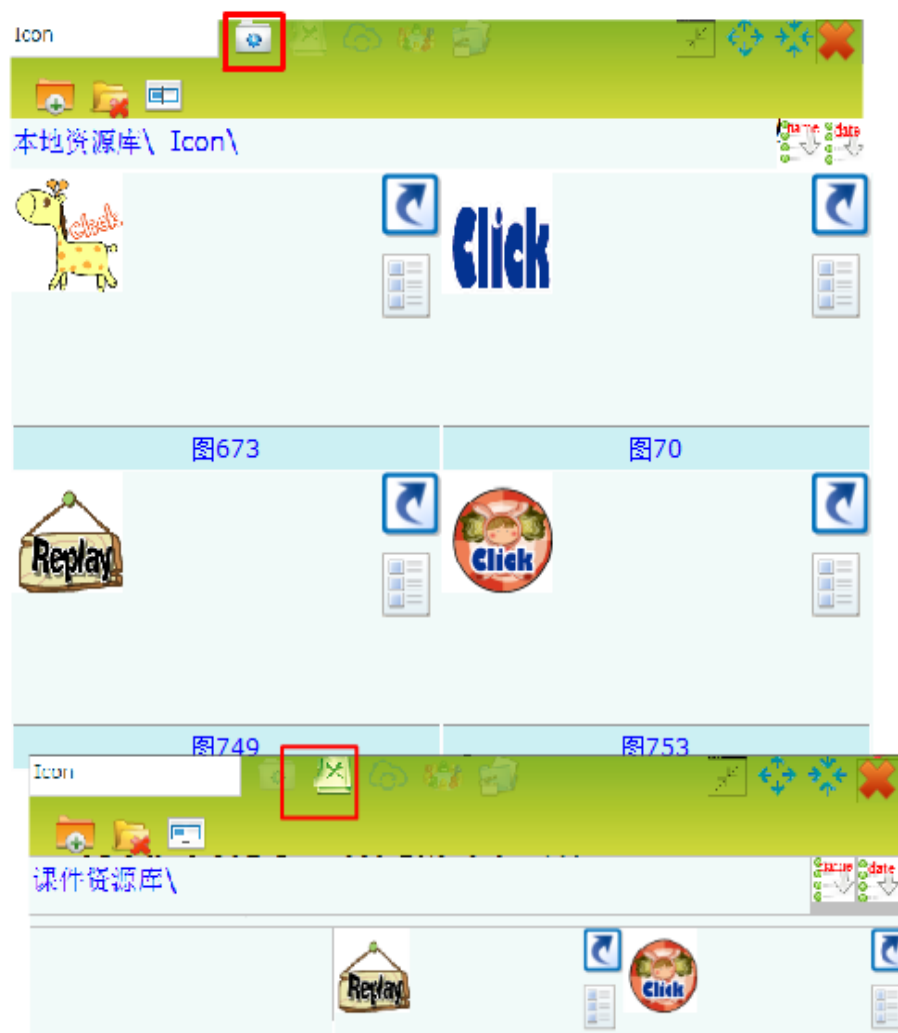 Icon
本地资源库\ Icon\
name date
Click
Click
图673 图70
Replay
Click
图749 图753
Icon
课件资源库\
name date
Replay
Click